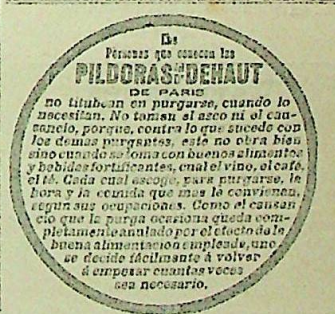 Las
Personas que conocen las
PILDORAS DEL DOCTOR DEHAUT
DE PARIS
no titubean en purgarse, cuando lo
necesitan. No temen el asco ni el cau-
sancio, porque, contra lo que sucede con
los demas purgantes, este no obra bien
sino cuando se toma con buenos alimentos
y bebidas fortificantes, cual el vino, el café,
el té. Cada cual escoge, para purgarse, la
hora y la comida que mas le convienen,
segun sus ocupaciones. Como el causan
cio que la purga ocasiona queda com-
pletamente anulado por el efecto de la
buena alimentacion empleada, uno
se decide fácilmente á volver
á empezar cuantas veces
sea necesario.